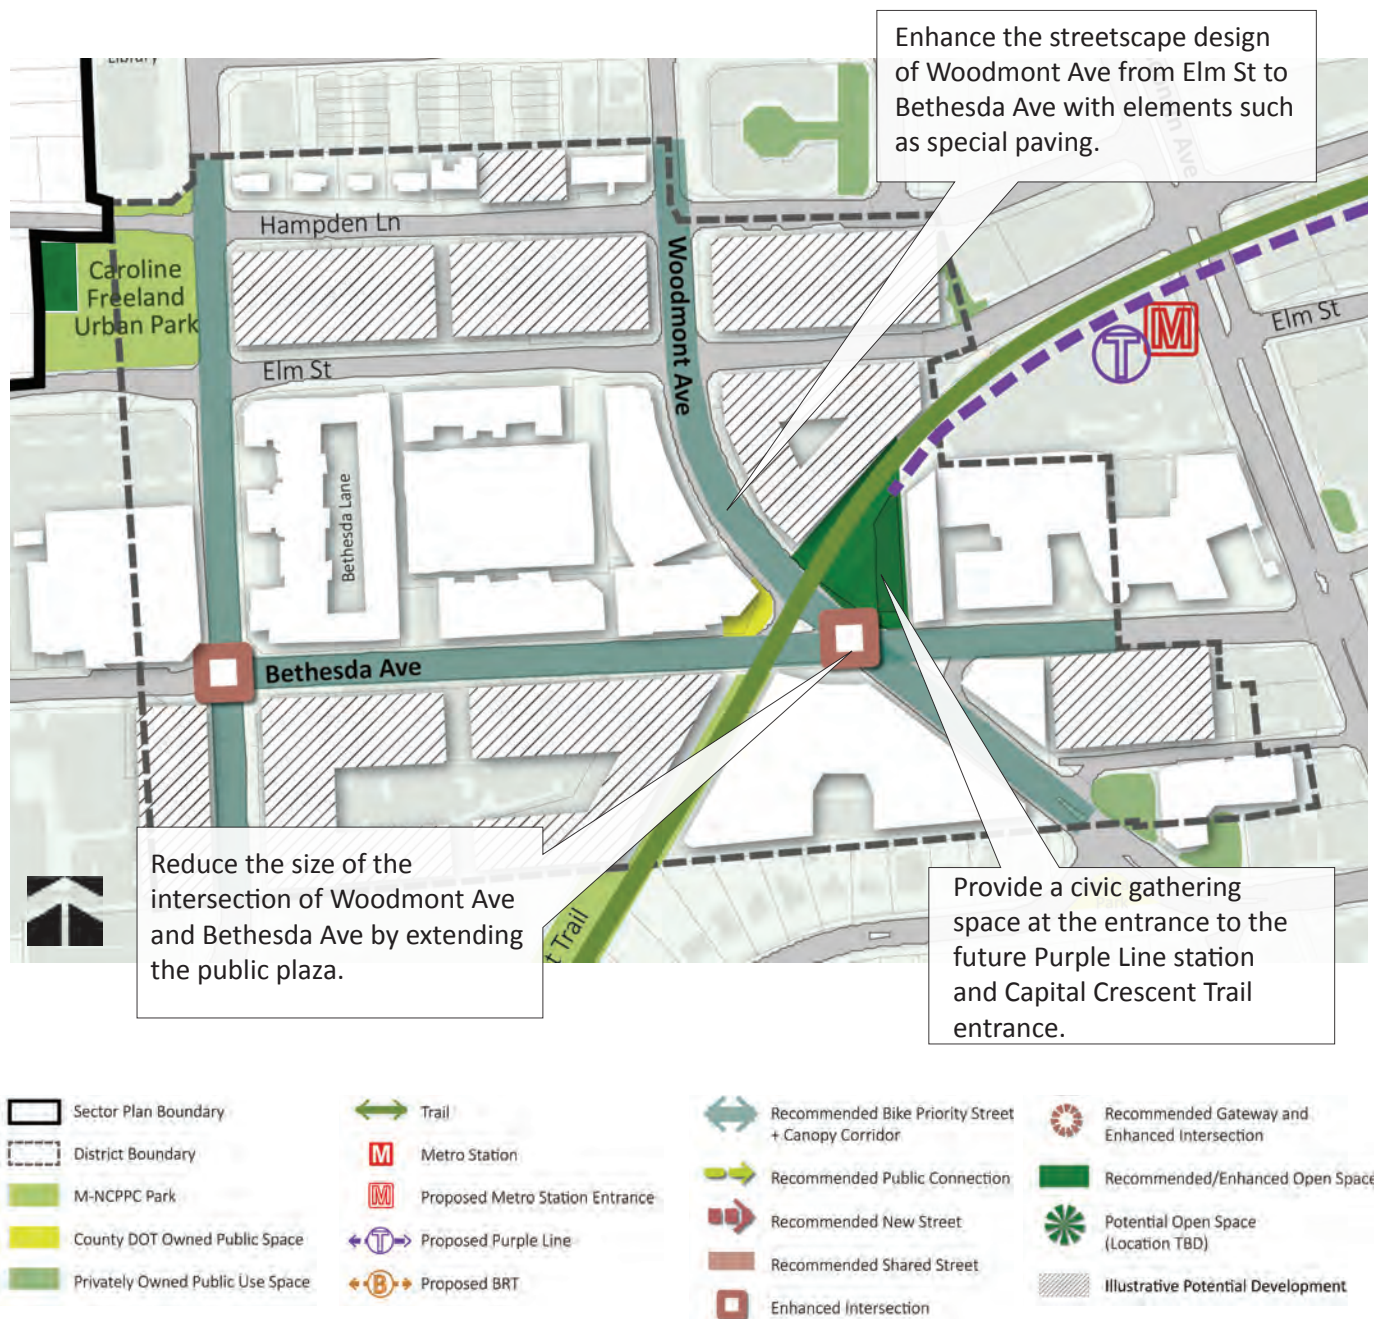 Enhance the streetscape design
of Woodmont Ave from Elm St to
Bethesda Ave with elements such
as special paving.
Library
Hampden Ln
Caroline
Freeland
Urban Park
Woodmont Ave
Elm St
Elm St
M
T
Bethesda Lane
Bethesda Ave
Reduce the size of the
intersection of Woodmont Ave
and Bethesda Ave by extending
the public plaza.
Trail
Provide a civic gathering
space at the entrance to the
future Purple Line station
and Capital Crescent Trail
entrance.
Sector Plan Boundary
District Boundary
M-NCPPC Park
County DOT Owned Public Space
Privately Owned Public Use Space
Trail
M Metro Station
M Proposed Metro Station Entrance
T Proposed Purple Line
B Proposed BRT
Recommended Bike Priority Street
+ Canopy Corridor
Recommended Public Connection
Recommended New Street
Recommended Shared Street
Enhanced Intersection
Recommended Gateway and
Enhanced Intersection
Recommended/Enhanced Open Space
Potential Open Space
(Location TBD)
Illustrative Potential Development